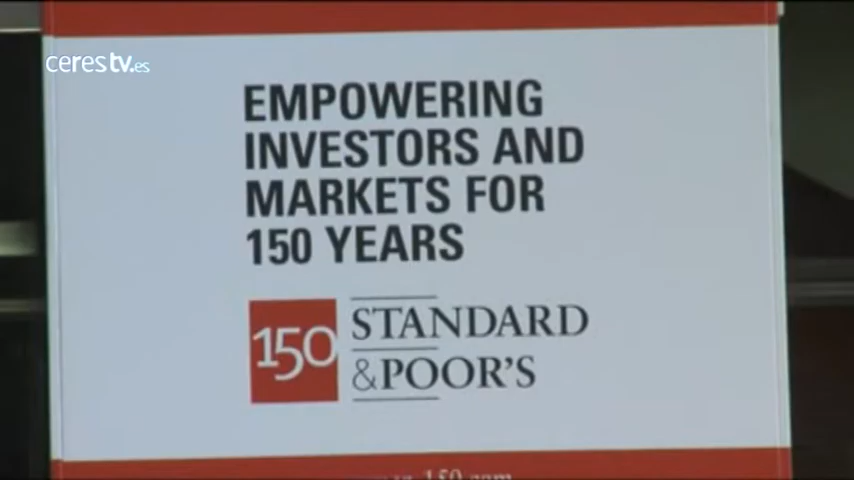 cerestv.es
EMPOWERING
INVESTORS AND
MARKETS FOR
150 YEARS
150 STANDARD
&POOR'S